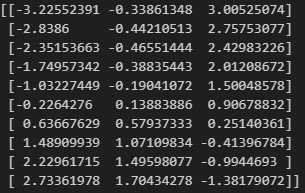 [[-3.22552391 -0.33861348  3.00525074]
 [-2.8386     -0.44210513  2.75753077]
 [-2.35153663 -0.46551444  2.42983226]
 [-1.74957342 -0.38835443  2.01208672]
 [-1.03227449 -0.19041072  1.50048578]
 [-0.2264276   0.13883886  0.90678832]
 [ 0.63667629  0.57937333  0.25140361]
 [ 1.48909939  1.07109834 -0.41396784]
 [ 2.22961715  1.49598077 -0.9944693 ]
 [ 2.73361978  1.70434278 -1.38179072]]